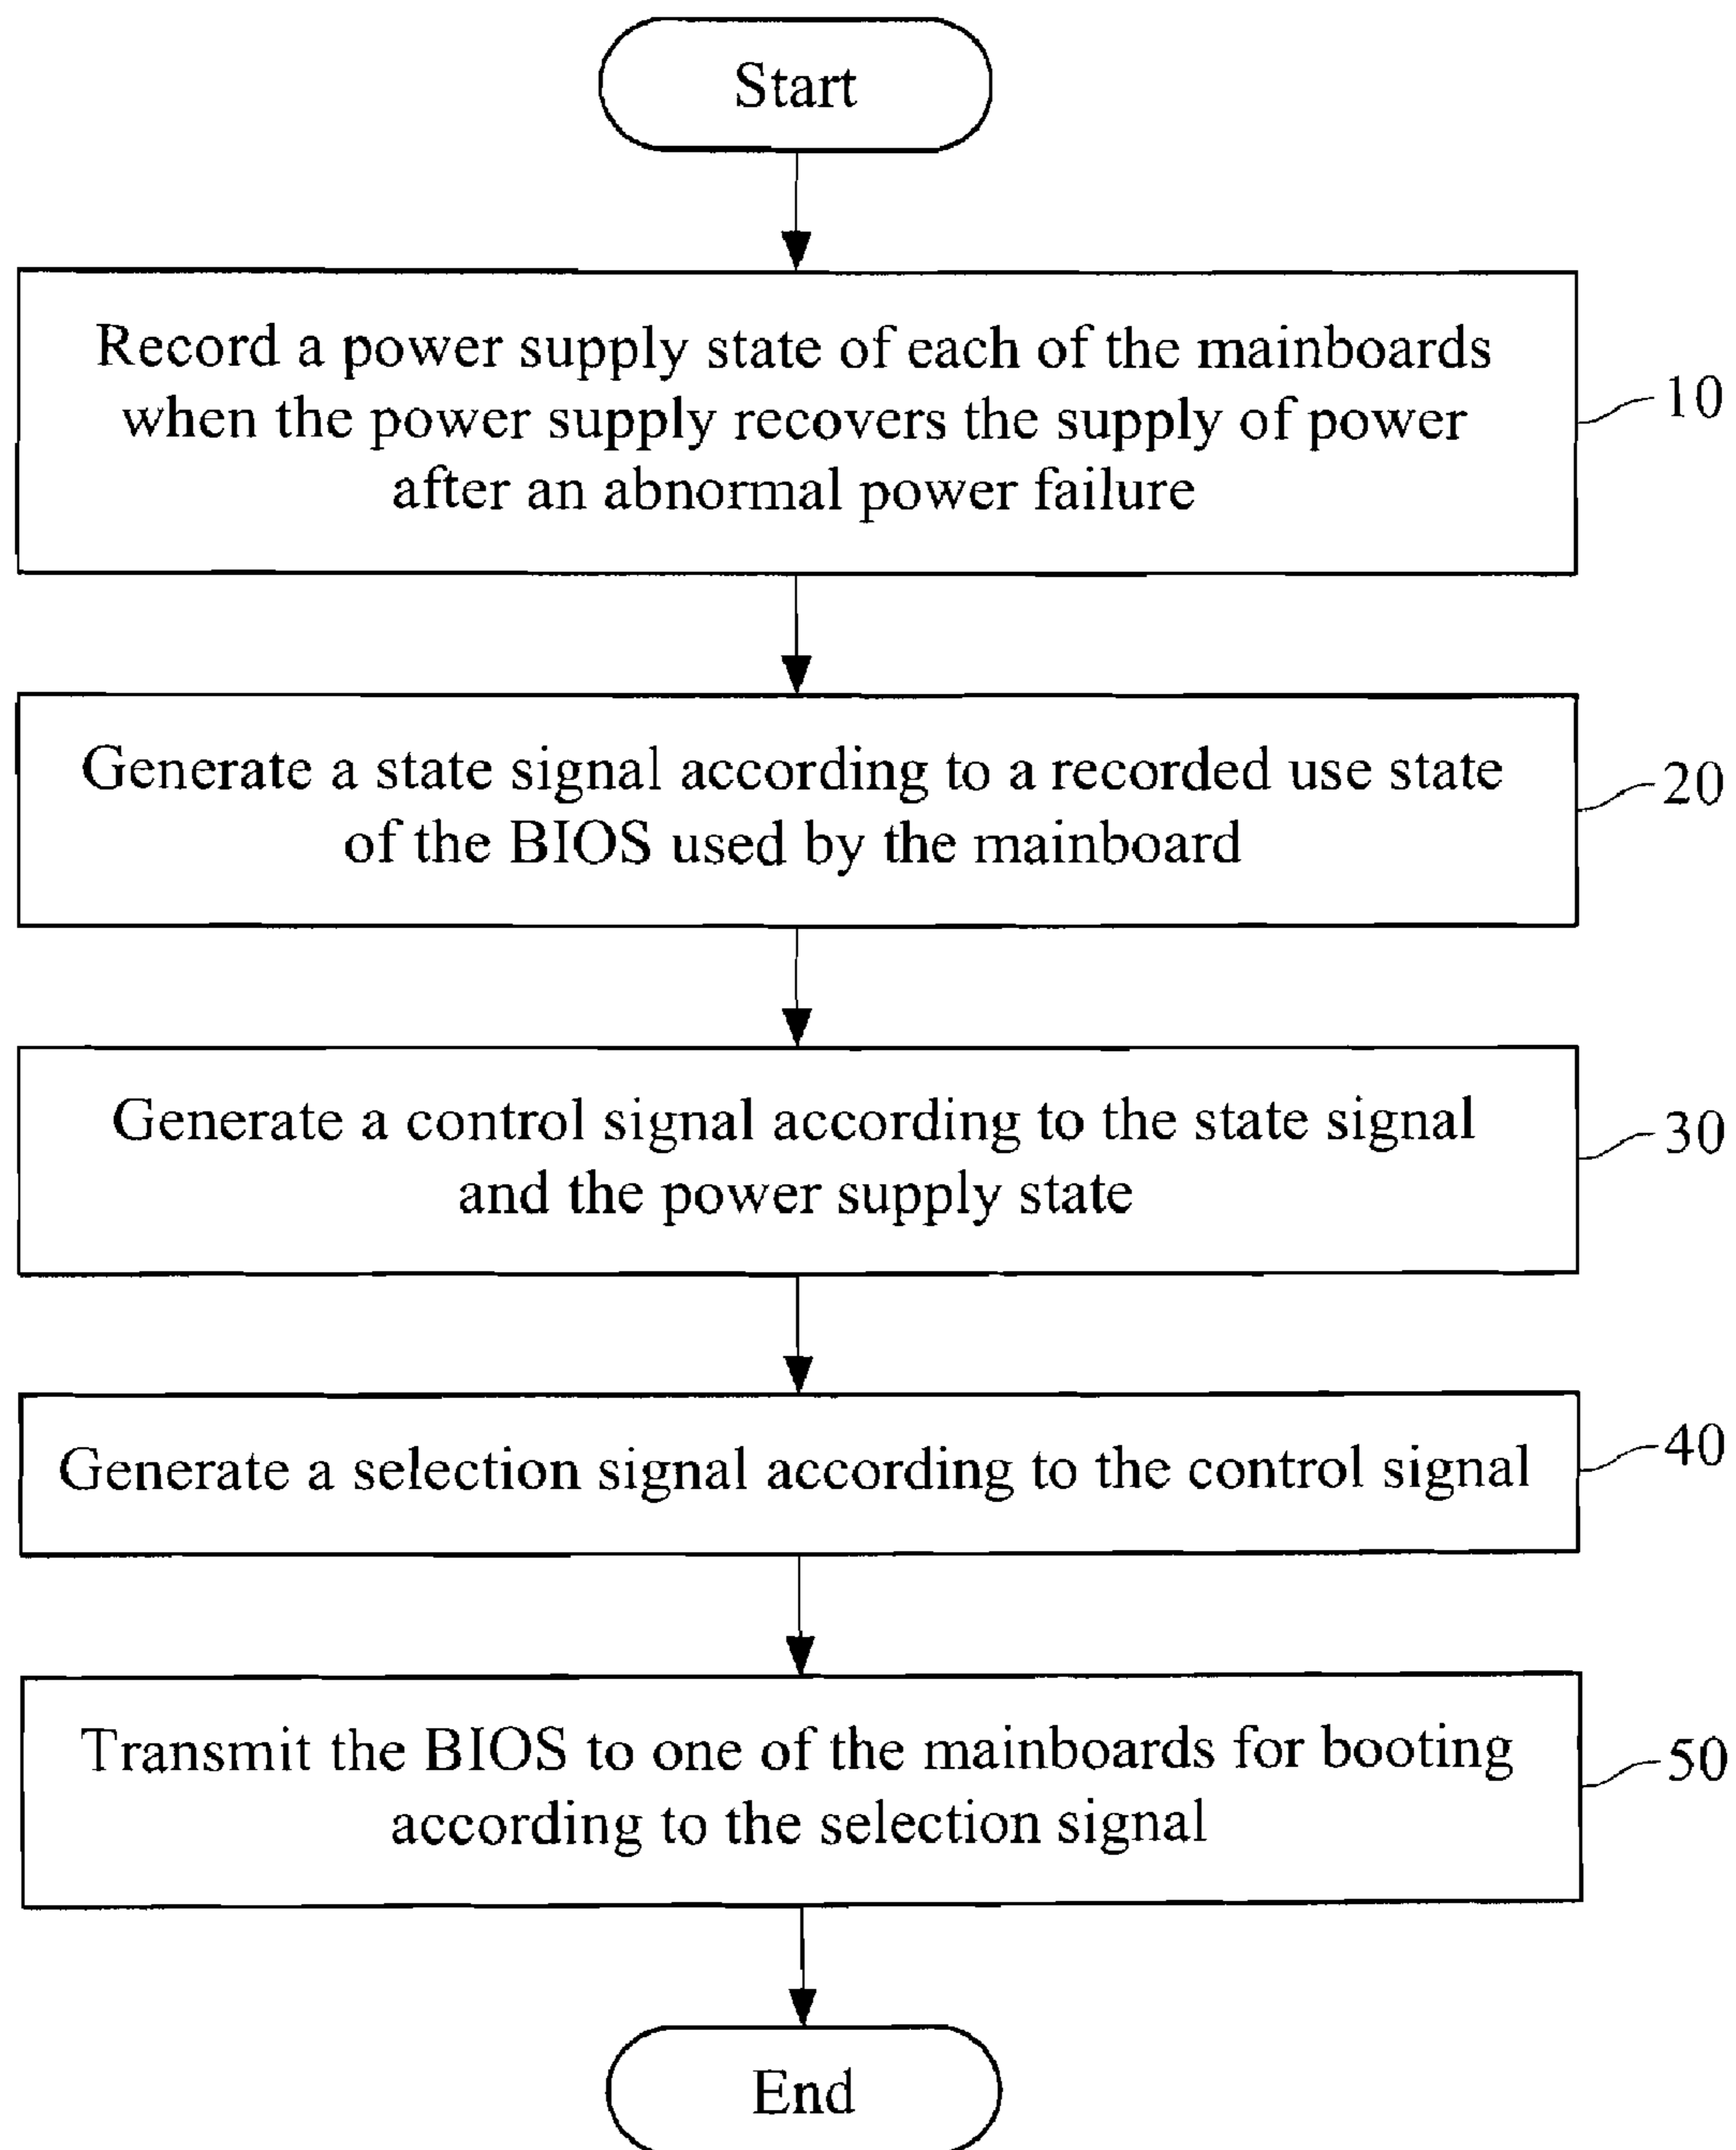 Start
Record a power supply state of each of the mainboards
when the power supply recovers the supply of power
after an abnormal power failure
10
Generate a state signal according to a recorded use state
of the BIOS used by the mainboard
20
Generate a control signal according to the state signal
and the power supply state
30
Generate a selection signal according to the control signal
40
Transmit the BIOS to one of the mainboards for booting
according to the selection signal
50
End